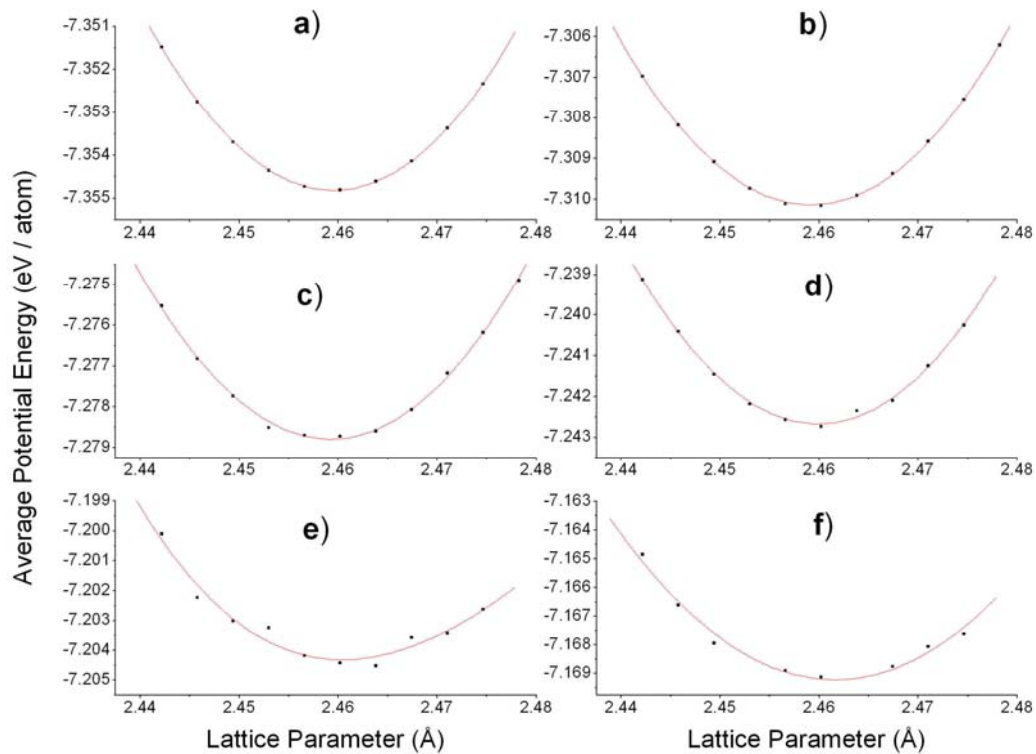 Average Potential Energy (eV / atom)
a)
-7.351
-7.352
-7.353
-7.354
-7.355
2.44 2.45 2.46 2.47 2.48
b)
-7.306
-7.307
-7.308
-7.309
-7.310
2.44 2.45 2.46 2.47 2.48
c)
-7.275
-7.276
-7.277
-7.278
-7.279
2.44 2.45 2.46 2.47 2.48
d)
-7.239
-7.240
-7.241
-7.242
-7.243
2.44 2.45 2.46 2.47 2.48
e)
-7.199
-7.200
-7.201
-7.202
-7.203
-7.204
-7.205
2.44 2.45 2.46 2.47 2.48
f)
-7.163
-7.164
-7.165
-7.166
-7.167
-7.168
-7.169
2.44 2.45 2.46 2.47 2.48
Lattice Parameter (Å)
Lattice Parameter (Å)